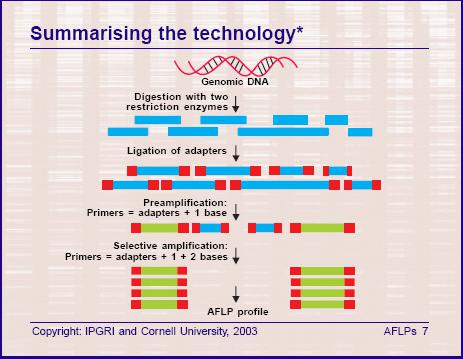 Summarising the technology*
Genomic DNA
Digestion with two
restriction enzymes
Ligation of adapters
Preamplification:
Primers = adapters + 1 base
Selective amplification:
Primers = adapters + 1 + 2 bases
AFLP profile
Copyright: IPGRI and Cornell University, 2003
AFLPs 7